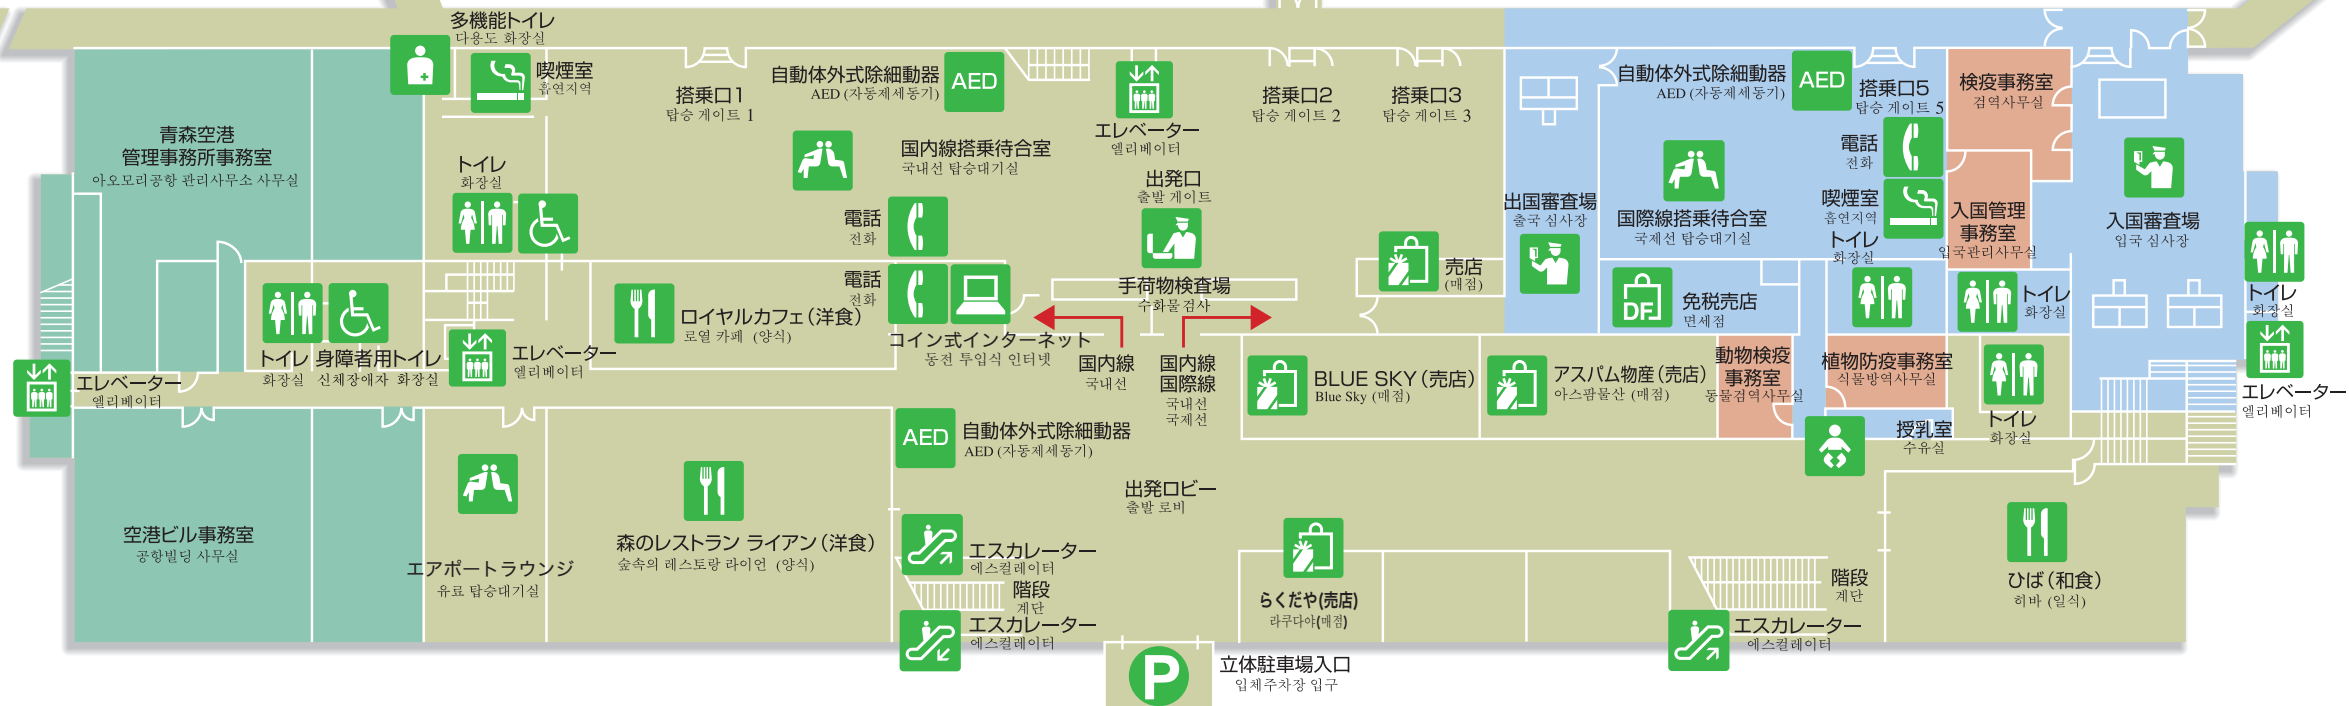 多機能トイレ
다용도 화장실
喫煙室
흡연지역
青森空港
管理事務所事務室
아오모리공항 관리사무소 사무실
トイレ
화장실
搭乗口1
탑승 게이트 1
自動体外式除細動器
AED (자동제세동기)
AED
国内線搭乗待合室
국내선 탑승대기실
エレベーター
엘리베이터
搭乗口2
탑승 게이트 2
搭乗口3
탑승 게이트 3
出発口
출발 게이트
電話
전화
電話
전화
手荷物検査場
수화물검사
売店
(매점)
出国審査場
출국 심사장
自動体外式除細動器
AED (자동제세동기)
AED
搭乗口5
탑승 게이트 5
検疫事務室
검역사무실
電話
전화
喫煙室
흡연지역
国際線搭乗待合室
국제선 탑승대기실
トイレ
화장실
入国管理
事務室
입국관리사무실
入国審査場
입국 심사장
トイレ
화장실
DF
免税売店
면세점
トイレ
화장실
エレベーター
엘리베이터
トイレ
화장실
身障者用トイレ
신체장애자 화장실
エレベーター
엘리베이터
エレベーター
엘리베이터
ロイヤルカフェ(洋食)
로열 카페 (양식)
コイン式インターネット
동전 투입식 인터넷
国内線
국내선
国内線
国際線
국내선
국제선
BLUE SKY(売店)
Blue Sky (매점)
アスパム物産(売店)
아스팜물산 (매점)
動物検疫
事務室
동물검역사무실
植物防疫事務室
식물방역사무실
授乳室
수유실
トイレ
화장실
AED
自動体外式除細動器
AED (자동제세동기)
出発ロビー
출발 로비
空港ビル事務室
공항빌딩 사무실
エアポートラウンジ
유료 탑승대기실
森のレストラン ライアン(洋食)
숲속의 레스토랑 라이언 (양식)
エスカレーター
에스컬레이터
階段
계단
エスカレーター
에스컬레이터
らくだや(売店)
라쿠다야(매점)
階段
계단
エスカレーター
에스컬레이터
ひば(和食)
히바 (일식)
P
立体駐車場入口
입체주차장 입구